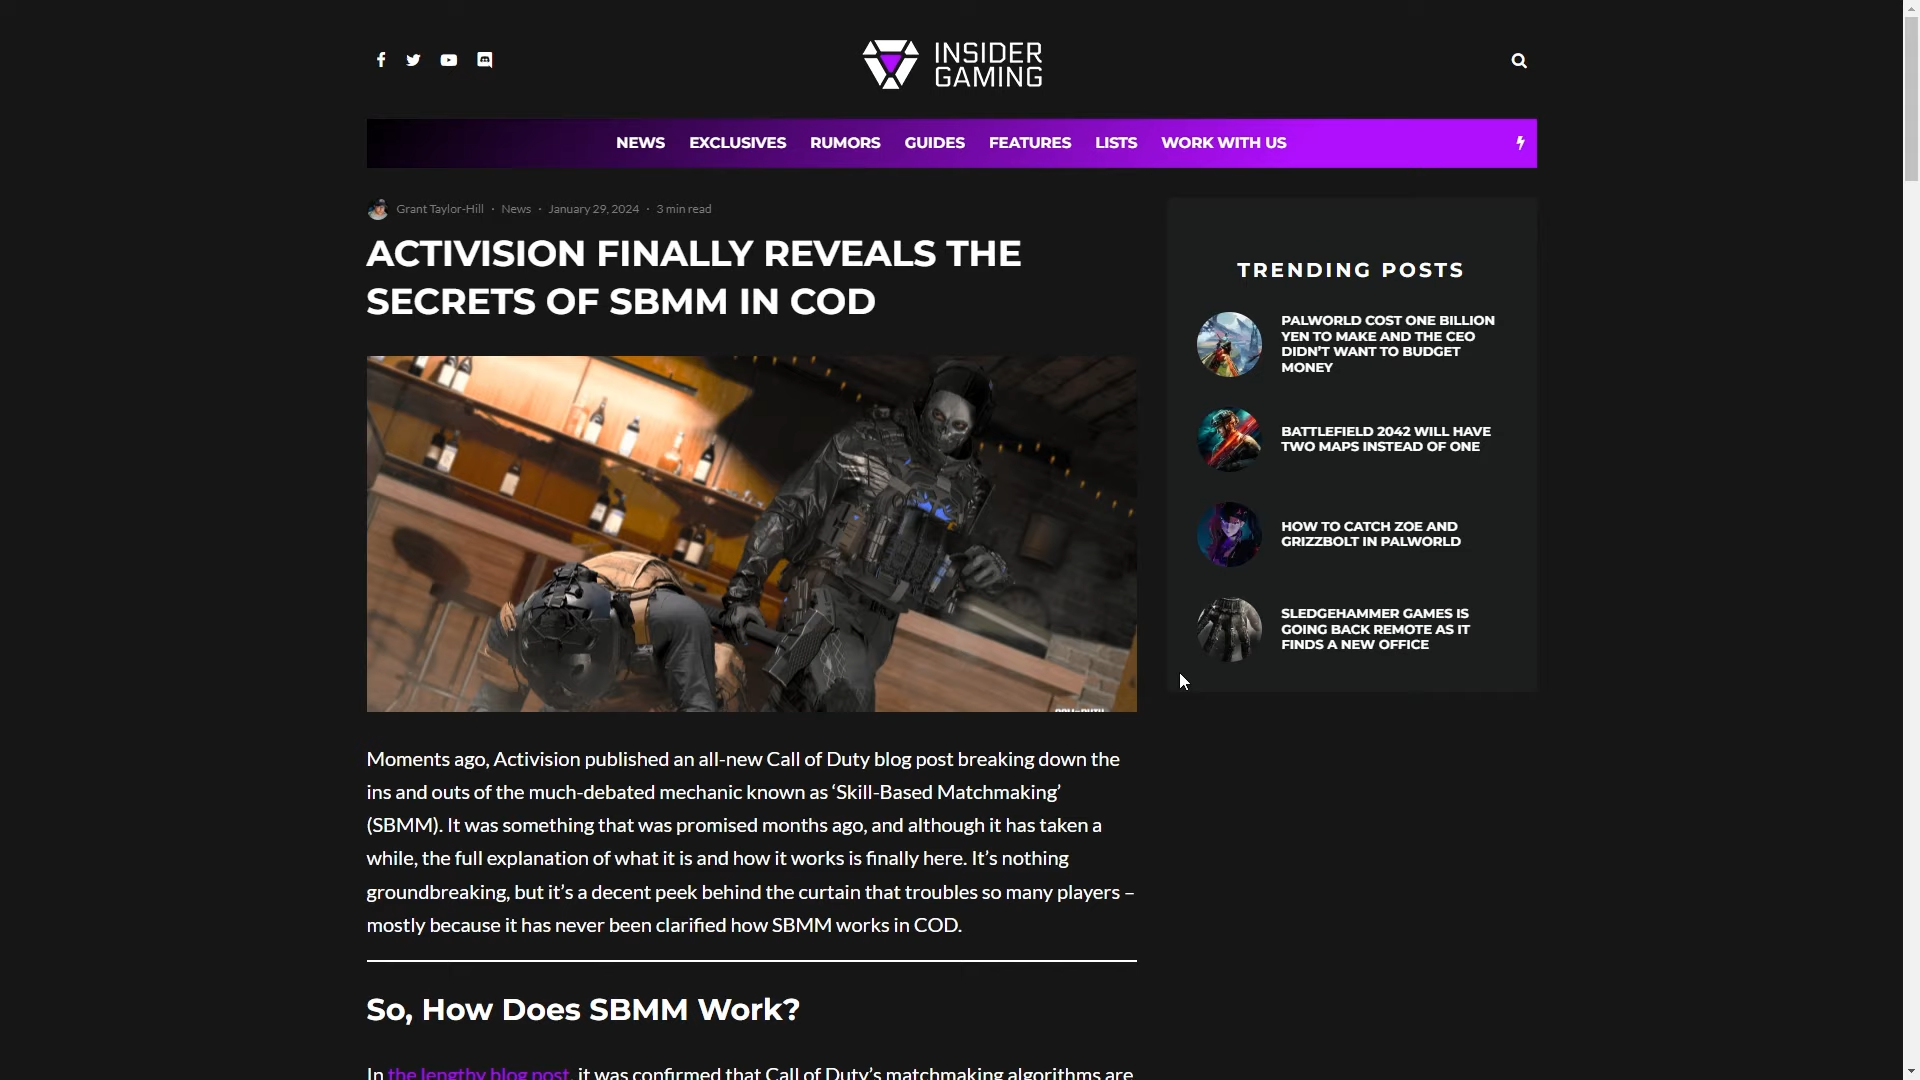 INSIDER
GAMING
NEWS EXCLUSIVES RUMORS GUIDES FEATURES LISTS WORK WITH US
Grant Taylor-Hill · News · January 29, 2024 · 3 min read
ACTIVISION FINALLY REVEALS THE
SECRETS OF SBMM IN COD
Moments ago, Activision published an all-new Call of Duty blog post breaking down the
ins and outs of the much-debated mechanic known as ‘Skill-Based Matchmaking’
(SBMM). It was something that was promised months ago, and although it has taken a
while, the full explanation of what it is and how it works is finally here. It’s nothing
groundbreaking, but it’s a decent peek behind the curtain that troubles so many players –
mostly because it has never been clarified how SBMM works in COD.
So, How Does SBMM Work?
In the lengthy blog post, it was confirmed that Call of Duty’s matchmaking algorithms are
TRENDING POSTS
PALWORLD COST ONE BILLION
YEN TO MAKE AND THE CEO
DIDN’T WANT TO BUDGET
MONEY
BATTLEFIELD 2042 WILL HAVE
TWO MAPS INSTEAD OF ONE
HOW TO CATCH ZOE AND
GRIZZBOLT IN PALWORLD
SLEDGEHAMMER GAMES IS
GOING BACK REMOTE AS IT
FINDS A NEW OFFICE